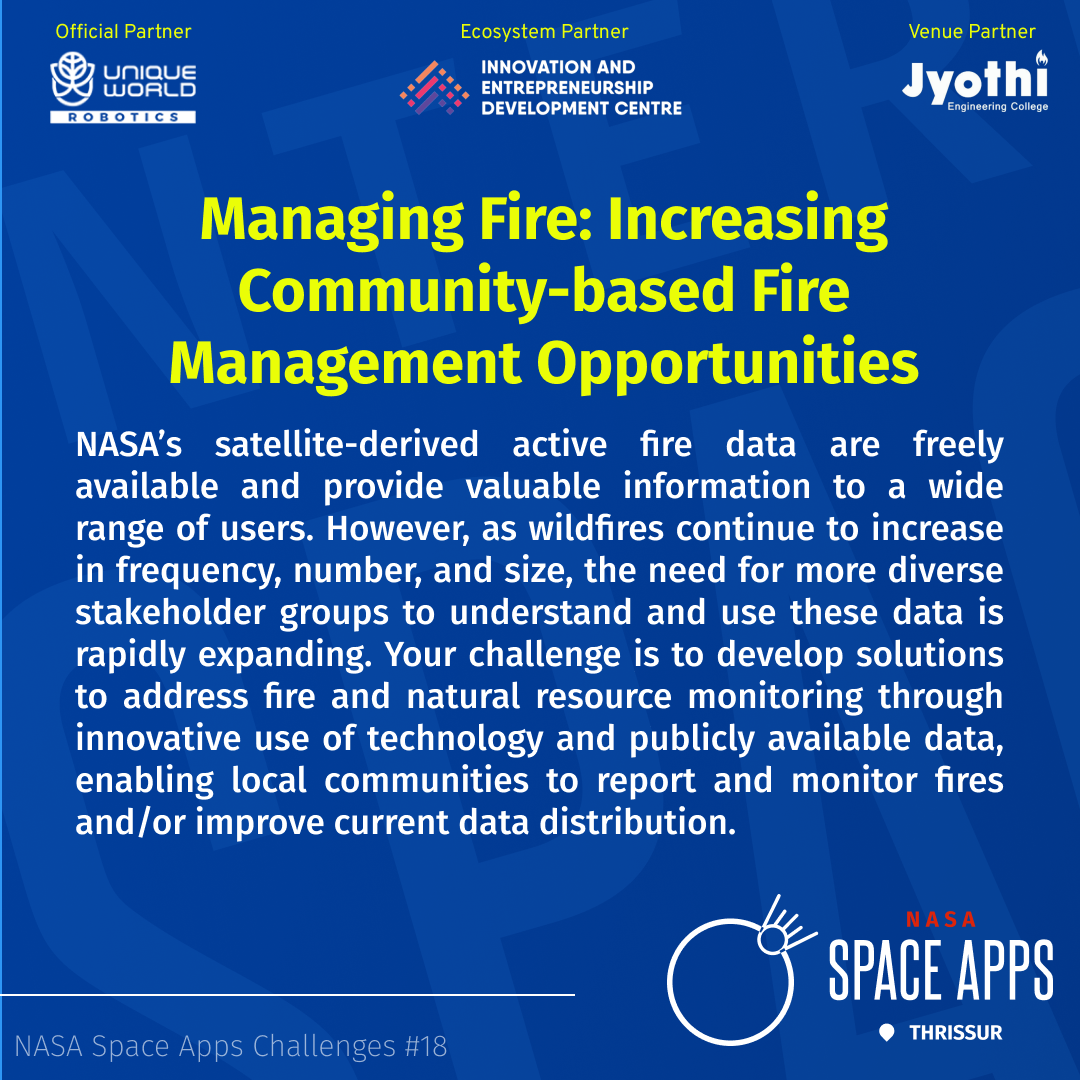 Official Partner
UNIQUE
WORLD
ROBOTICS
Ecosystem Partner
INNOVATION AND
ENTREPRENEURSHIP
DEVELOPMENT CENTRE
Venue Partner
Jyothi
Engineering College
Managing Fire: Increasing
Community-based Fire
Management Opportunities
NASA’s satellite-derived active fire data are freely
available and provide valuable information to a wide
range of users. However, as wildfires continue to increase
in frequency, number, and size, the need for more diverse
stakeholder groups to understand and use these data is
rapidly expanding. Your challenge is to develop solutions
to address fire and natural resource monitoring through
innovative use of technology and publicly available data,
enabling local communities to report and monitor fires
and/or improve current data distribution.
NASA
SPACE APPS
THRISSUR
NASA Space Apps Challenges #18